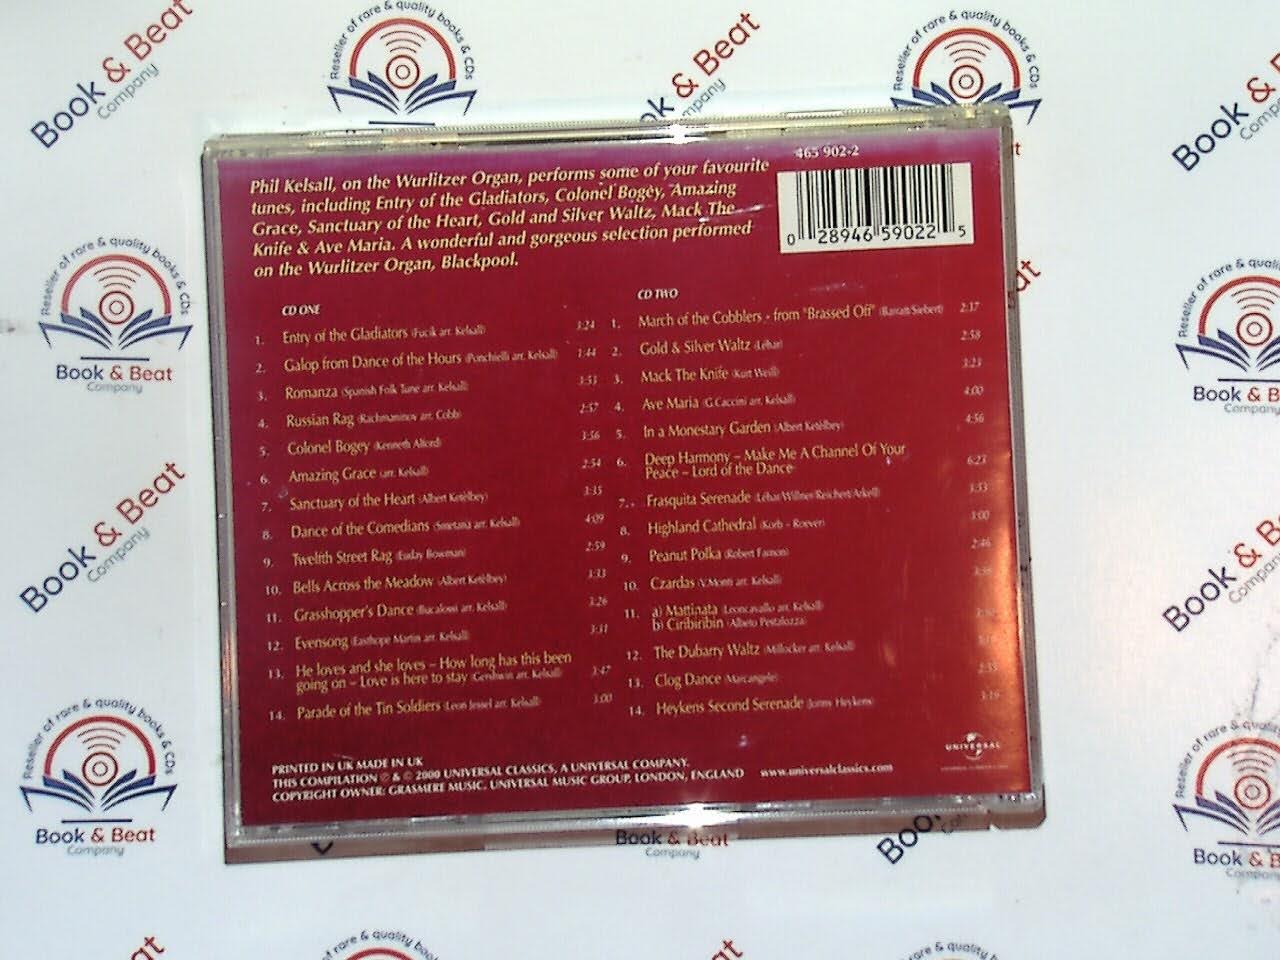 465 902-2
Phil Kelsall, on the Wurlitzer Organ, performs some of your favourite
tunes, including Entry of the Gladiators, Colonel Bogey, Amazing
Grace, Sanctuary of the Heart, Gold and Silver Waltz, Mack The
Knife & Ave Maria. A wonderful and gorgeous selection performed
on the Wurlitzer Organ, Blackpool.
0 28946 59022 5
CD ONE
1. Entry of the Gladiators (Fucik arr. Kelsall) 3:24
2. Galop from Dance of the Hours (Ponchielli arr. Kelsall) 1:44
3. Romanza (Spanish Folk Tune arr. Kelsall) 3:53
4. Russian Rag (Rachmaninov arr. Cobb) 2:57
5. Colonel Bogey (Kenneth Alford) 3:56
6. Amazing Grace (arr. Kelsall) 2:54
7. Sanctuary of the Heart (Albert Ketèlbey) 3:35
8. Dance of the Comedians (Smetana arr. Kelsall) 4:09
9. Twelfth Street Rag (Euday Bowman) 2:59
10. Bells Across the Meadow (Albert Ketèlbey) 3:33
11. Grasshopper's Dance (Bucalossi arr. Kelsall) 3:26
12. Evensong (Easthope Martin arr. Kelsall) 3:31
13. He loves and she loves – How long has this been
going on – Love is here to stay (Gershwin arr. Kelsall) 3:47
14. Parade of the Tin Soldiers (Leon Jessel arr. Kelsall) 3:00
CD TWO
1. March of the Cobblers - from "Brassed Off" (Barratt/Siebert) 2:37
2. Gold & Silver Waltz (Lehar) 2:58
3. Mack The Knife (Kurt Weill) 3:23
4. Ave Maria (G.Caccini arr. Kelsall) 4:00
5. In a Monestary Garden (Albert Ketèlbey) 4:56
6. Deep Harmony – Make Me A Channel Of Your
Peace – Lord of the Dance 6:23
7. Frasquita Serenade (Lehar/Willner/Reichert/Arkell) 3:33
8. Highland Cathedral (Korb - Roever) 3:00
9. Peanut Polka (Robert Farnon) 2:46
10. Czardas (V.Monti arr. Kelsall)
11. a) Mattinata (Leoncavallo arr. Kelsall)
b) Ciribiribin (Alberto Pestalozza)
12. The Dubarry Waltz (Millocker arr. Kelsall)
13. Clog Dance (Marcangelo) 2:35
14. Heykens Second Serenade (Jonny Heykens) 3:19
PRINTED IN UK MADE IN UK
THIS COMPILATION ℗ & © 2000 UNIVERSAL CLASSICS, A UNIVERSAL COMPANY.
COPYRIGHT OWNER: GRASMERE MUSIC. UNIVERSAL MUSIC GROUP, LONDON, ENGLAND www.universalclassics.com
UNIVERSAL
Book & Beat
Company
Reseller of rare & quality books & CDs
Book & Beat
Company